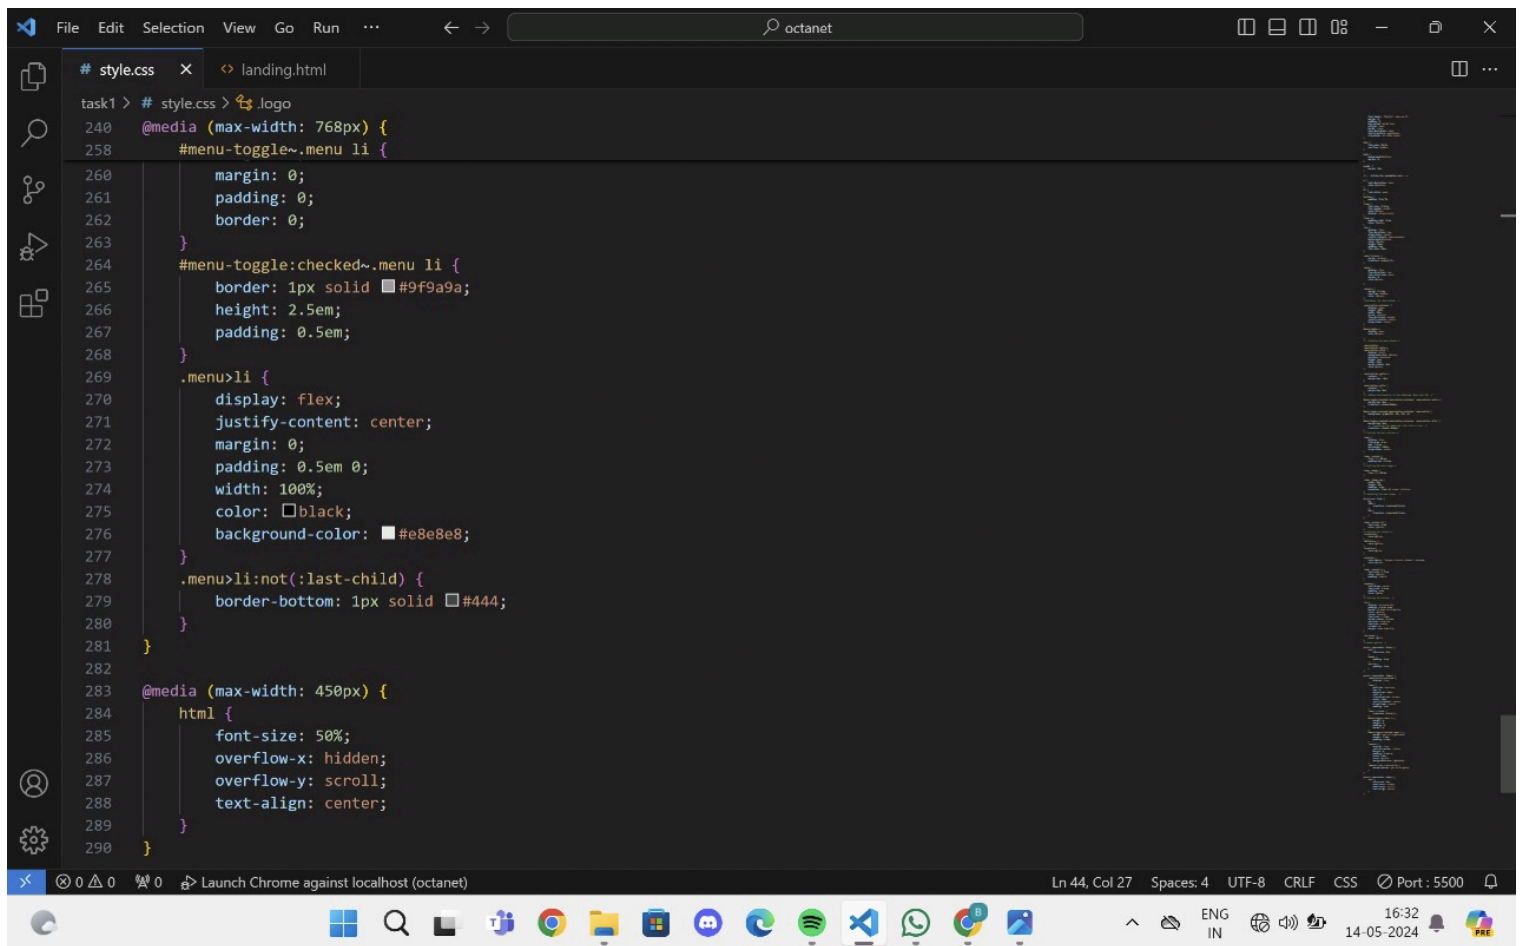 File Edit Selection View Go Run ··· ← → octanet
# style.css × <> landing.html ···
task1 > # style.css > .logo
240 @media (max-width: 768px) {
258 #menu-toggle~.menu li {
260 margin: 0;
261 padding: 0;
262 border: 0;
263 }
264 #menu-toggle:checked~.menu li {
265 border: 1px solid #9f9a9a;
266 height: 2.5em;
267 padding: 0.5em;
268 }
269 .menu>li {
270 display: flex;
271 justify-content: center;
272 margin: 0;
273 padding: 0.5em 0;
274 width: 100%;
275 color: black;
276 background-color: #e8e8e8;
277 }
278 .menu>li:not(:last-child) {
279 border-bottom: 1px solid #444;
280 }
281 }
282
283 @media (max-width: 450px) {
284 html {
285 font-size: 50%;
286 overflow-x: hidden;
287 overflow-y: scroll;
288 text-align: center;
289 }
290 }
0 0 0 Launch Chrome against localhost (octanet) Ln 44, Col 27 Spaces: 4 UTF-8 CRLF CSS Port : 5500
ENG 16:32
IN 14-05-2024
PRE